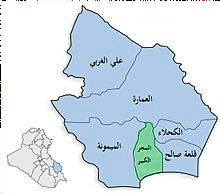 علي الغربي
العمارة
الكحلاء
الميمونة
المجر
الكبير
قلعة صالح